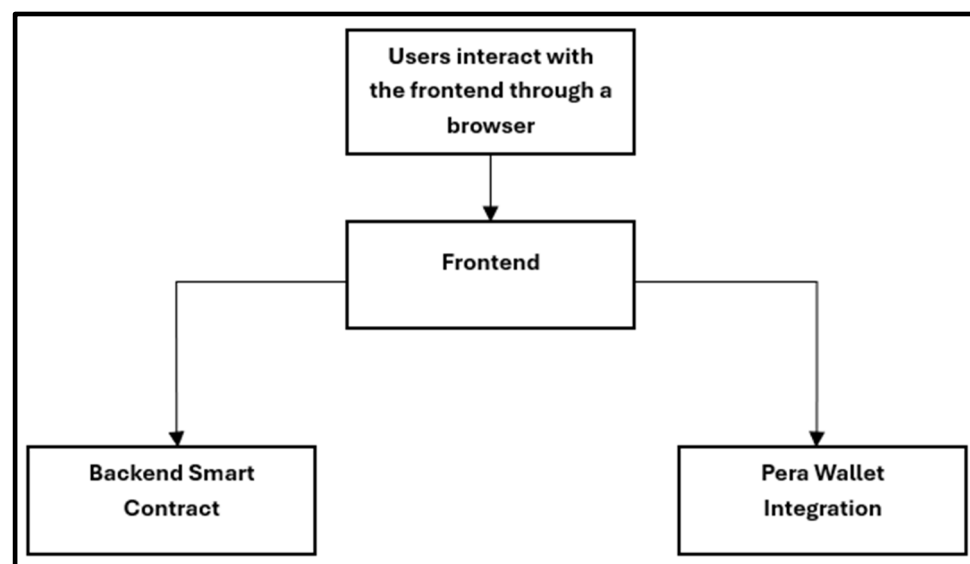 Users interact with
the frontend through a
browser
Frontend
Backend Smart
Contract
Pera Wallet
Integration